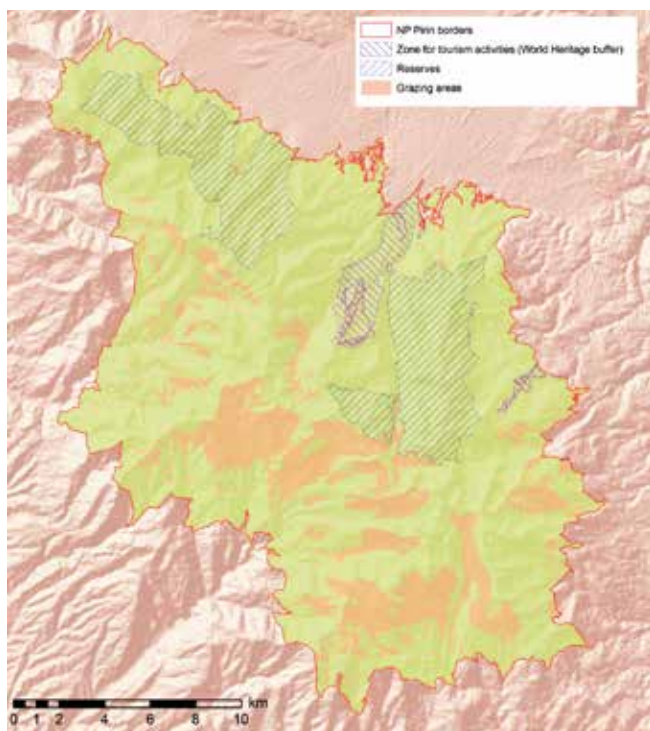 NP Pirin borders
Zone for tourism activities (World Heritage buffer)
Reserves
Grazing areas
km
0 1 2 4 6 8 10